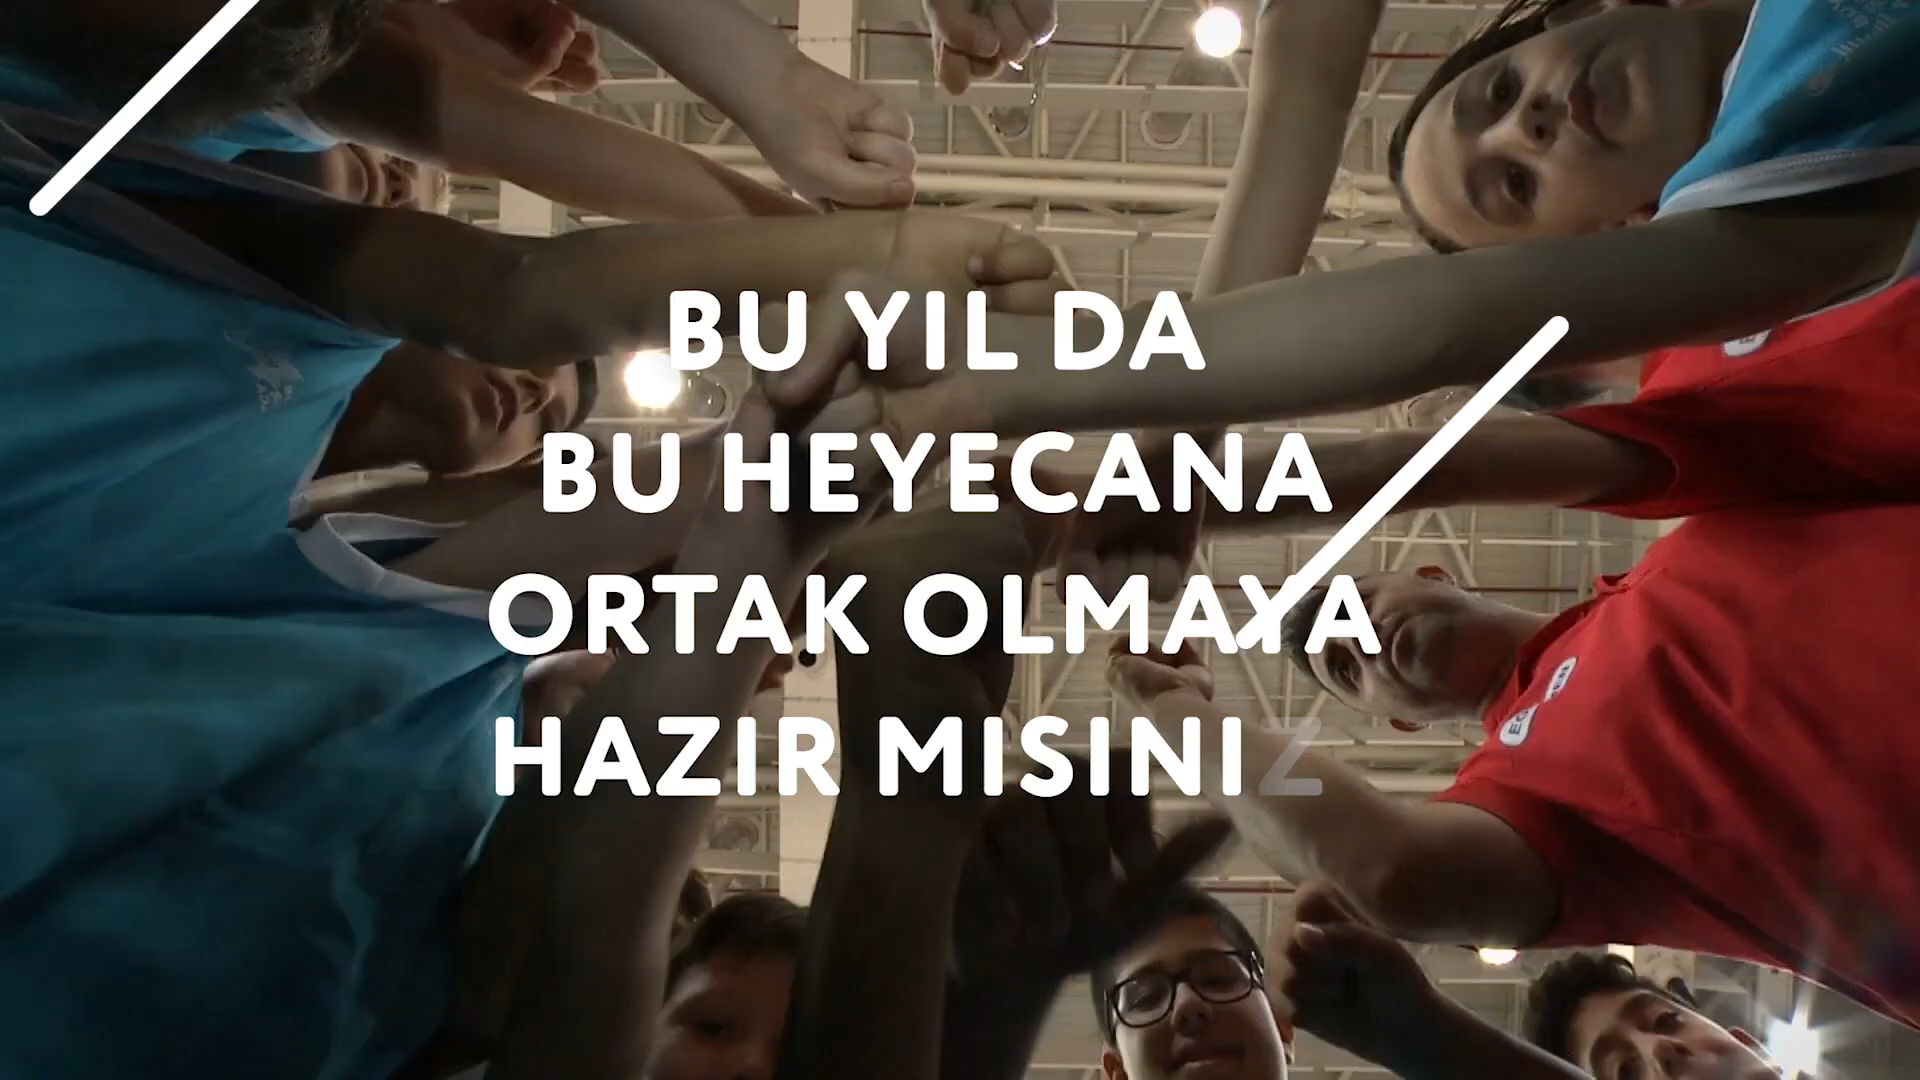 BU YIL DA
BU HEYECANA
ORTAK OLMAYA
HAZIR MISINIZ